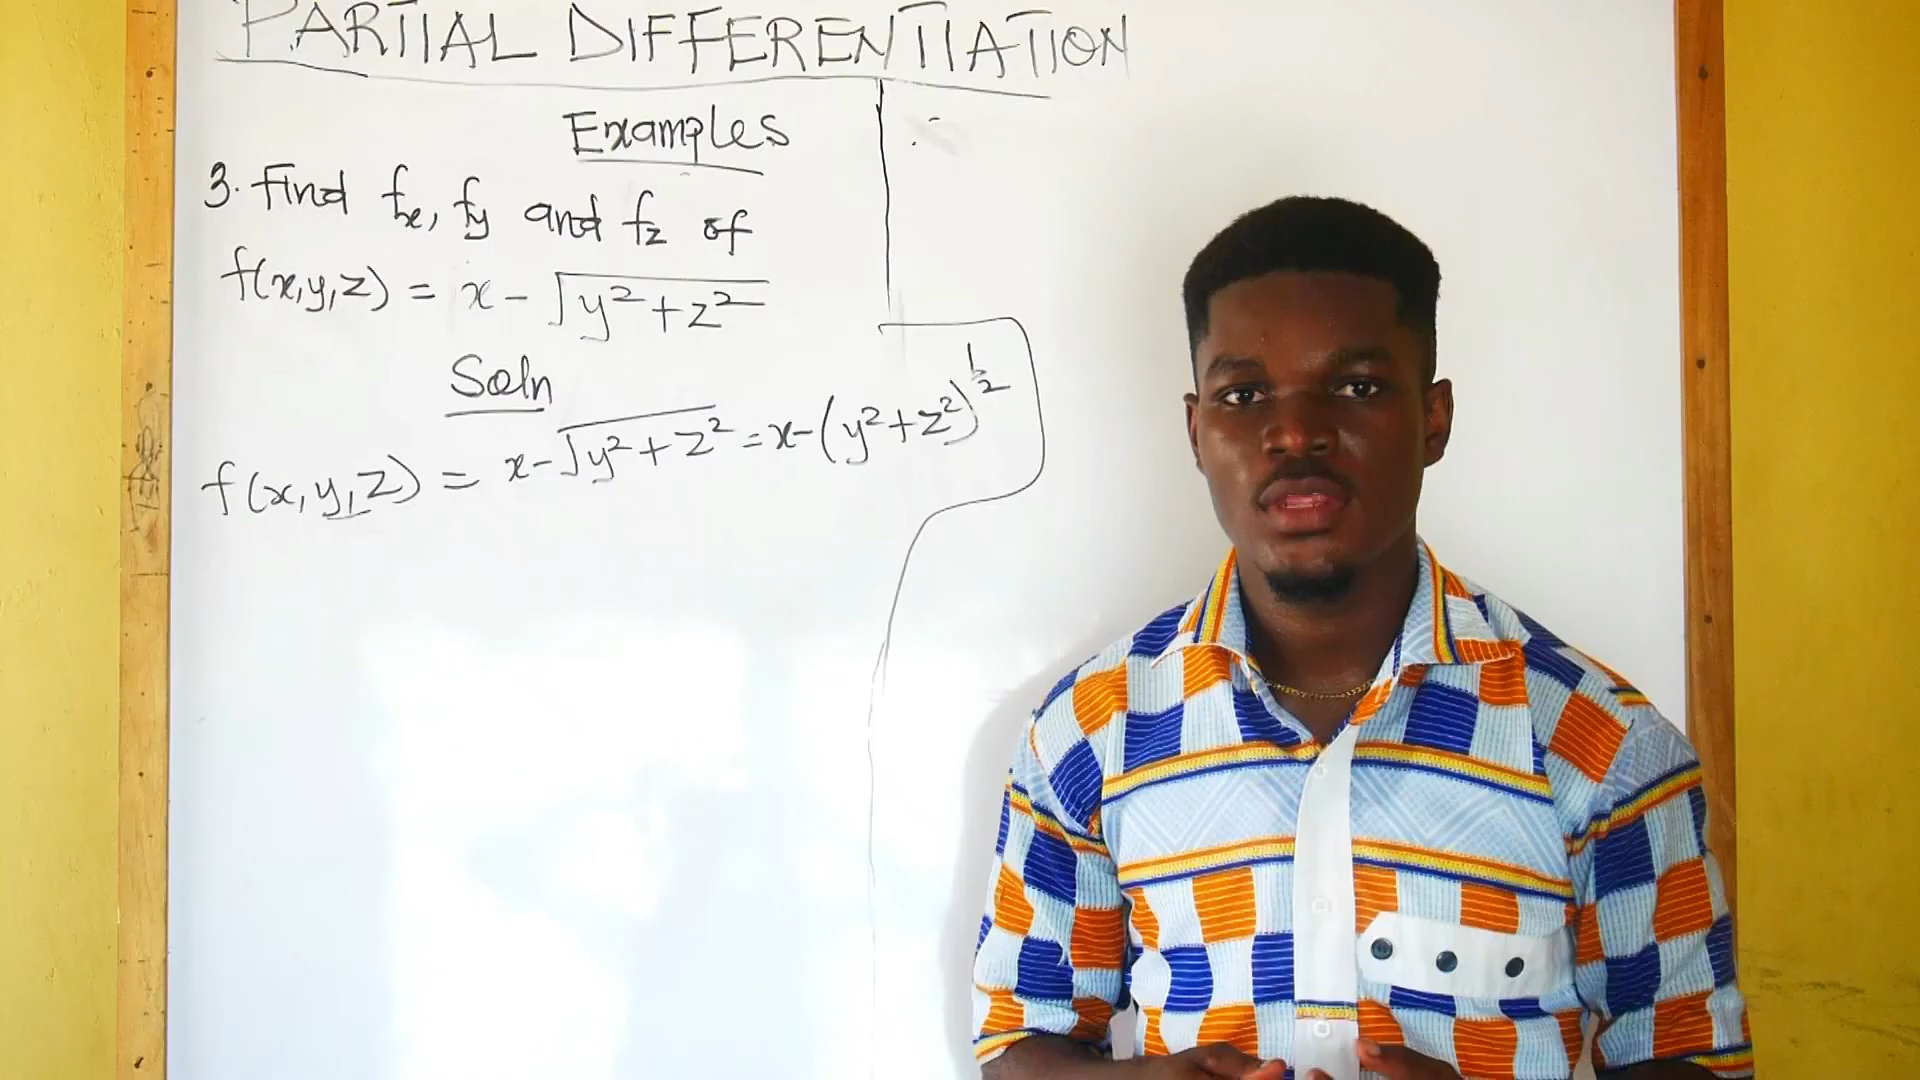 PARTIAL DIFFERENTIATION
Examples
3. Find fx, fy and fz of
f(x,y,z) = x - √(y²+z²)
Soln
f(x,y,z) = x-√(y²+z²) = x-(y²+z²)^1/2